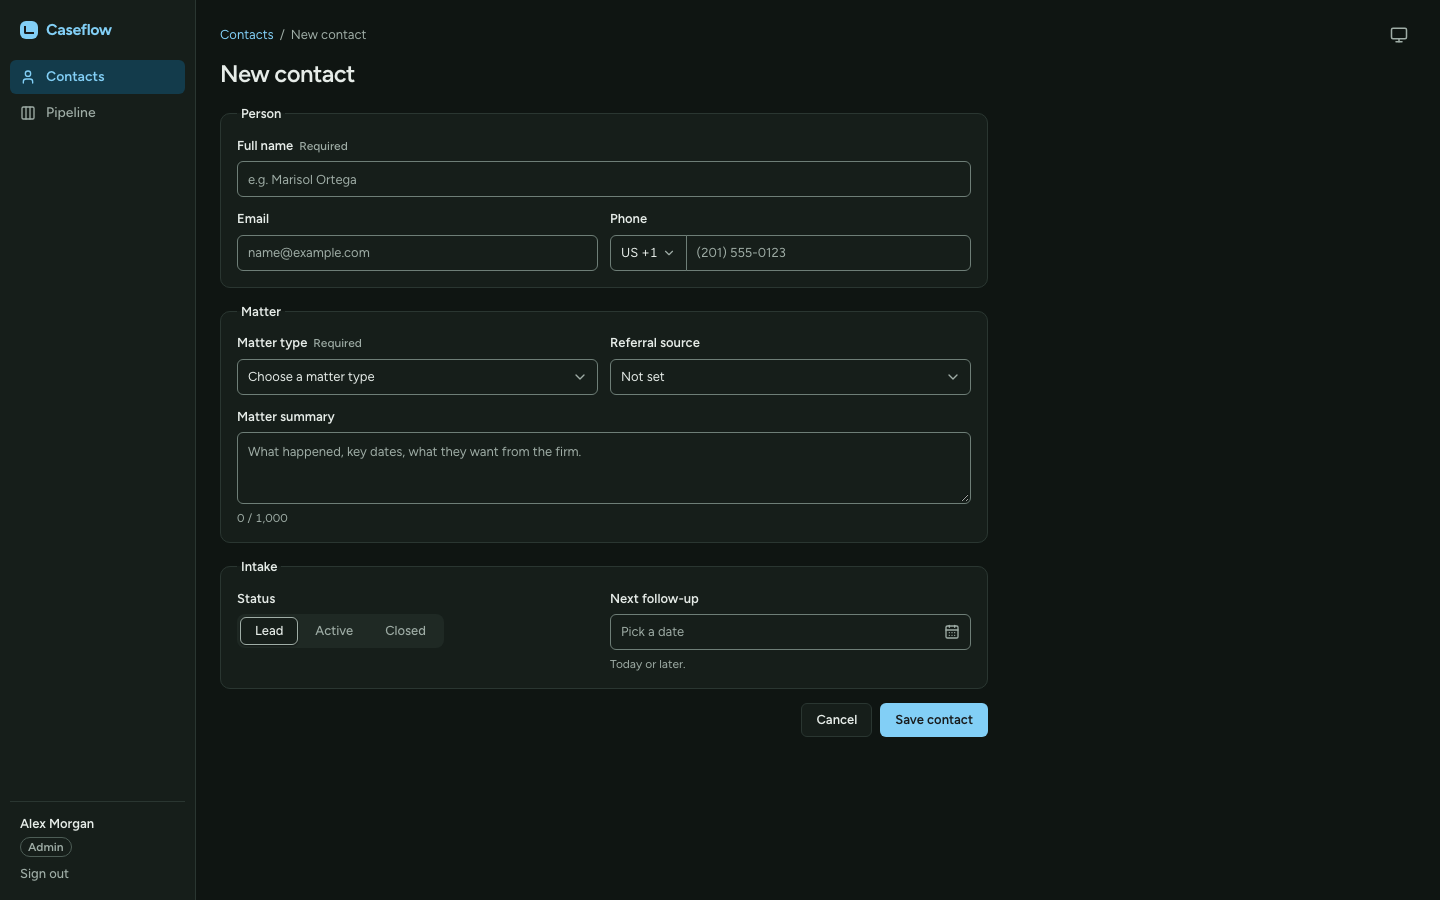 Caseflow
Contacts
Pipeline
Contacts / New contact
New contact
Person
Full name Required
e.g. Marisol Ortega
Email
Phone
name@example.com
US +1
(201) 555-0123
Matter
Matter type Required
Referral source
Choose a matter type
Not set
Matter summary
What happened, key dates, what they want from the firm.
0 / 1,000
Intake
Status
Next follow-up
Lead
Active
Closed
Pick a date
Today or later.
Cancel
Save contact
Alex Morgan
Admin
Sign out